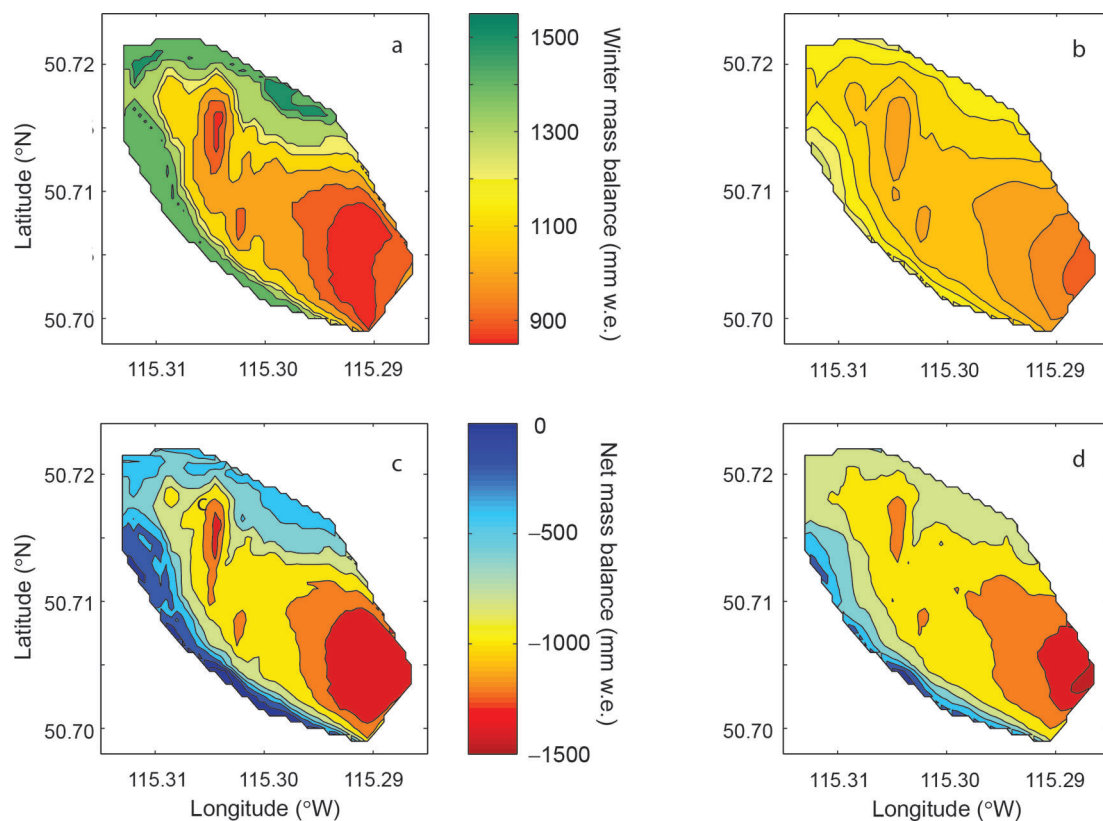 a
50.72
50.71
50.70
Latitude (°N)
115.31
115.30
115.29
1500
1300
1100
900
Winter mass balance (mm w.e.)
b
50.72
50.71
50.70
115.31
115.30
115.29
c
C
50.72
50.71
50.70
Latitude (°N)
115.31
115.30
115.29
Longitude (°W)
0
−500
−1000
−1500
Net mass balance (mm w.e.)
d
50.72
50.71
50.70
115.31
115.30
115.29
Longitude (°W)